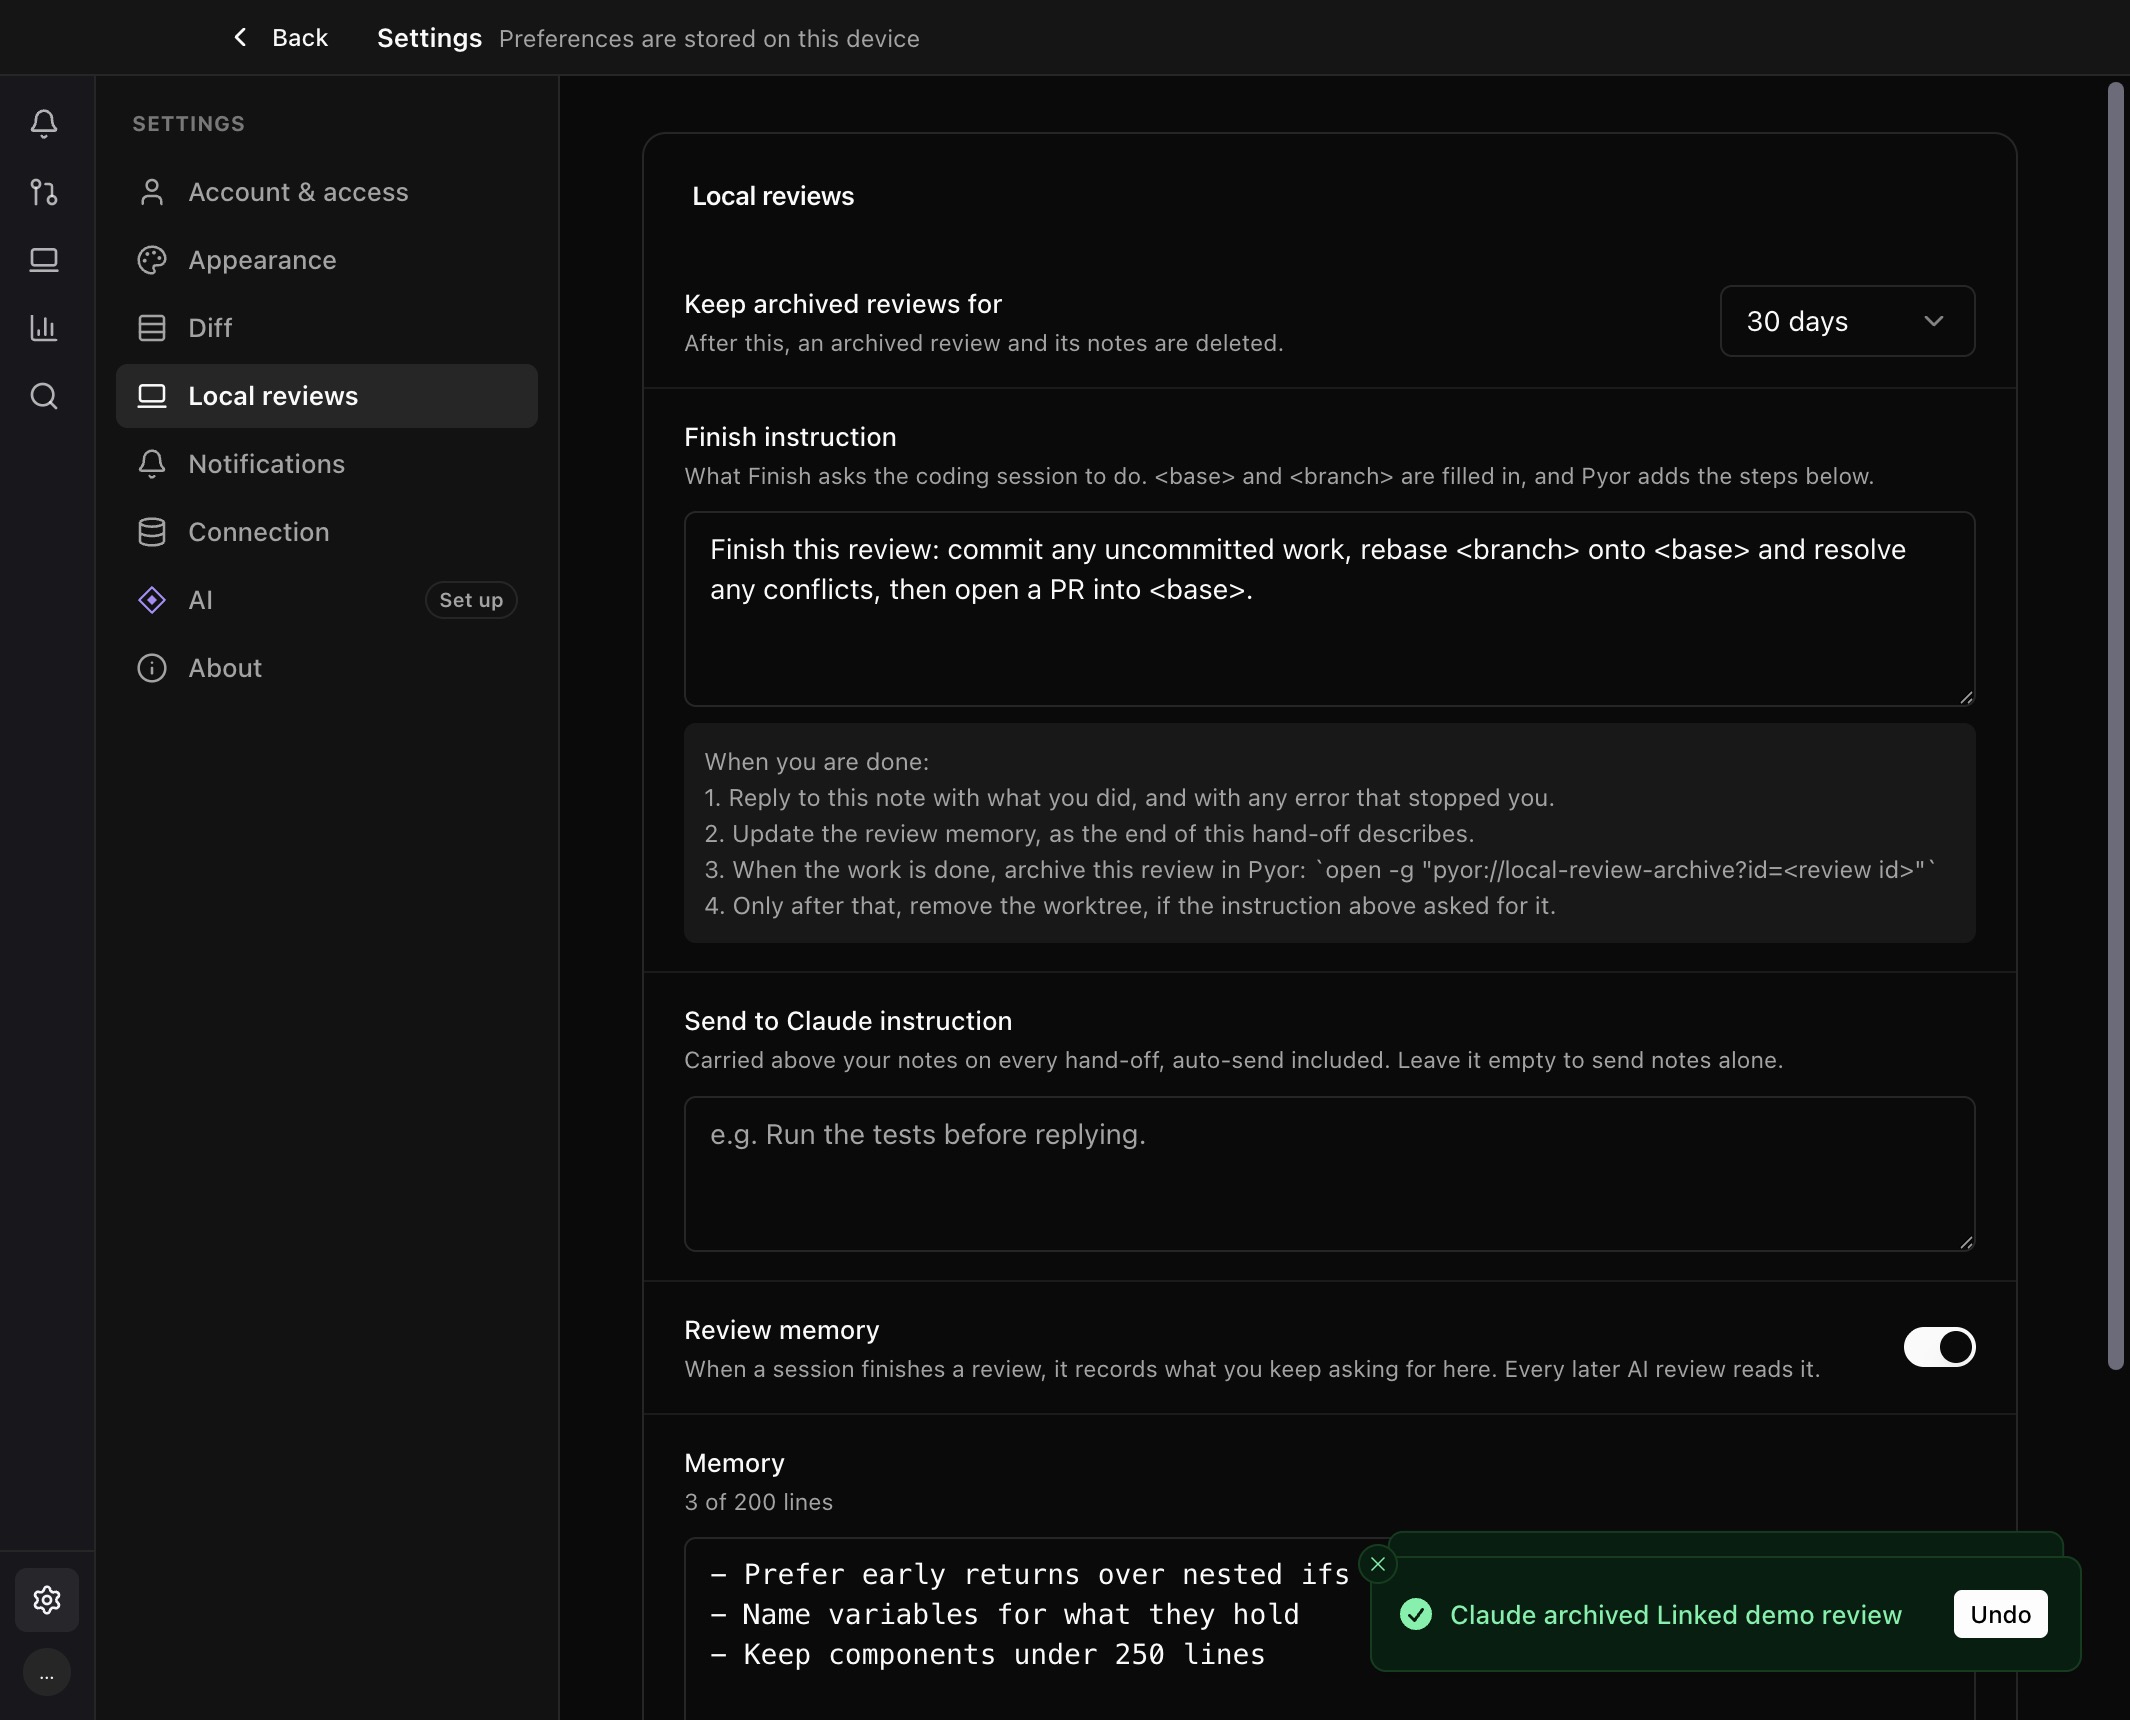 Back
Settings Preferences are stored on this device
SETTINGS
Account & access
Appearance
Diff
Local reviews
Notifications
Connection
AI Set up
About
...
Local reviews
Keep archived reviews for
After this, an archived review and its notes are deleted.
30 days
Finish instruction
What Finish asks the coding session to do. <base> and <branch> are filled in, and Pyor adds the steps below.
Finish this review: commit any uncommitted work, rebase <branch> onto <base> and resolve
any conflicts, then open a PR into <base>.
When you are done:
1. Reply to this note with what you did, and with any error that stopped you.
2. Update the review memory, as the end of this hand-off describes.
3. When the work is done, archive this review in Pyor: `open -g "pyor://local-review-archive?id=<review id>"`
4. Only after that, remove the worktree, if the instruction above asked for it.
Send to Claude instruction
Carried above your notes on every hand-off, auto-send included. Leave it empty to send notes alone.
e.g. Run the tests before replying.
Review memory
When a session finishes a review, it records what you keep asking for here. Every later AI review reads it.
Memory
3 of 200 lines
– Prefer early returns over nested ifs
– Name variables for what they hold
– Keep components under 250 lines
Claude archived Linked demo review
Undo